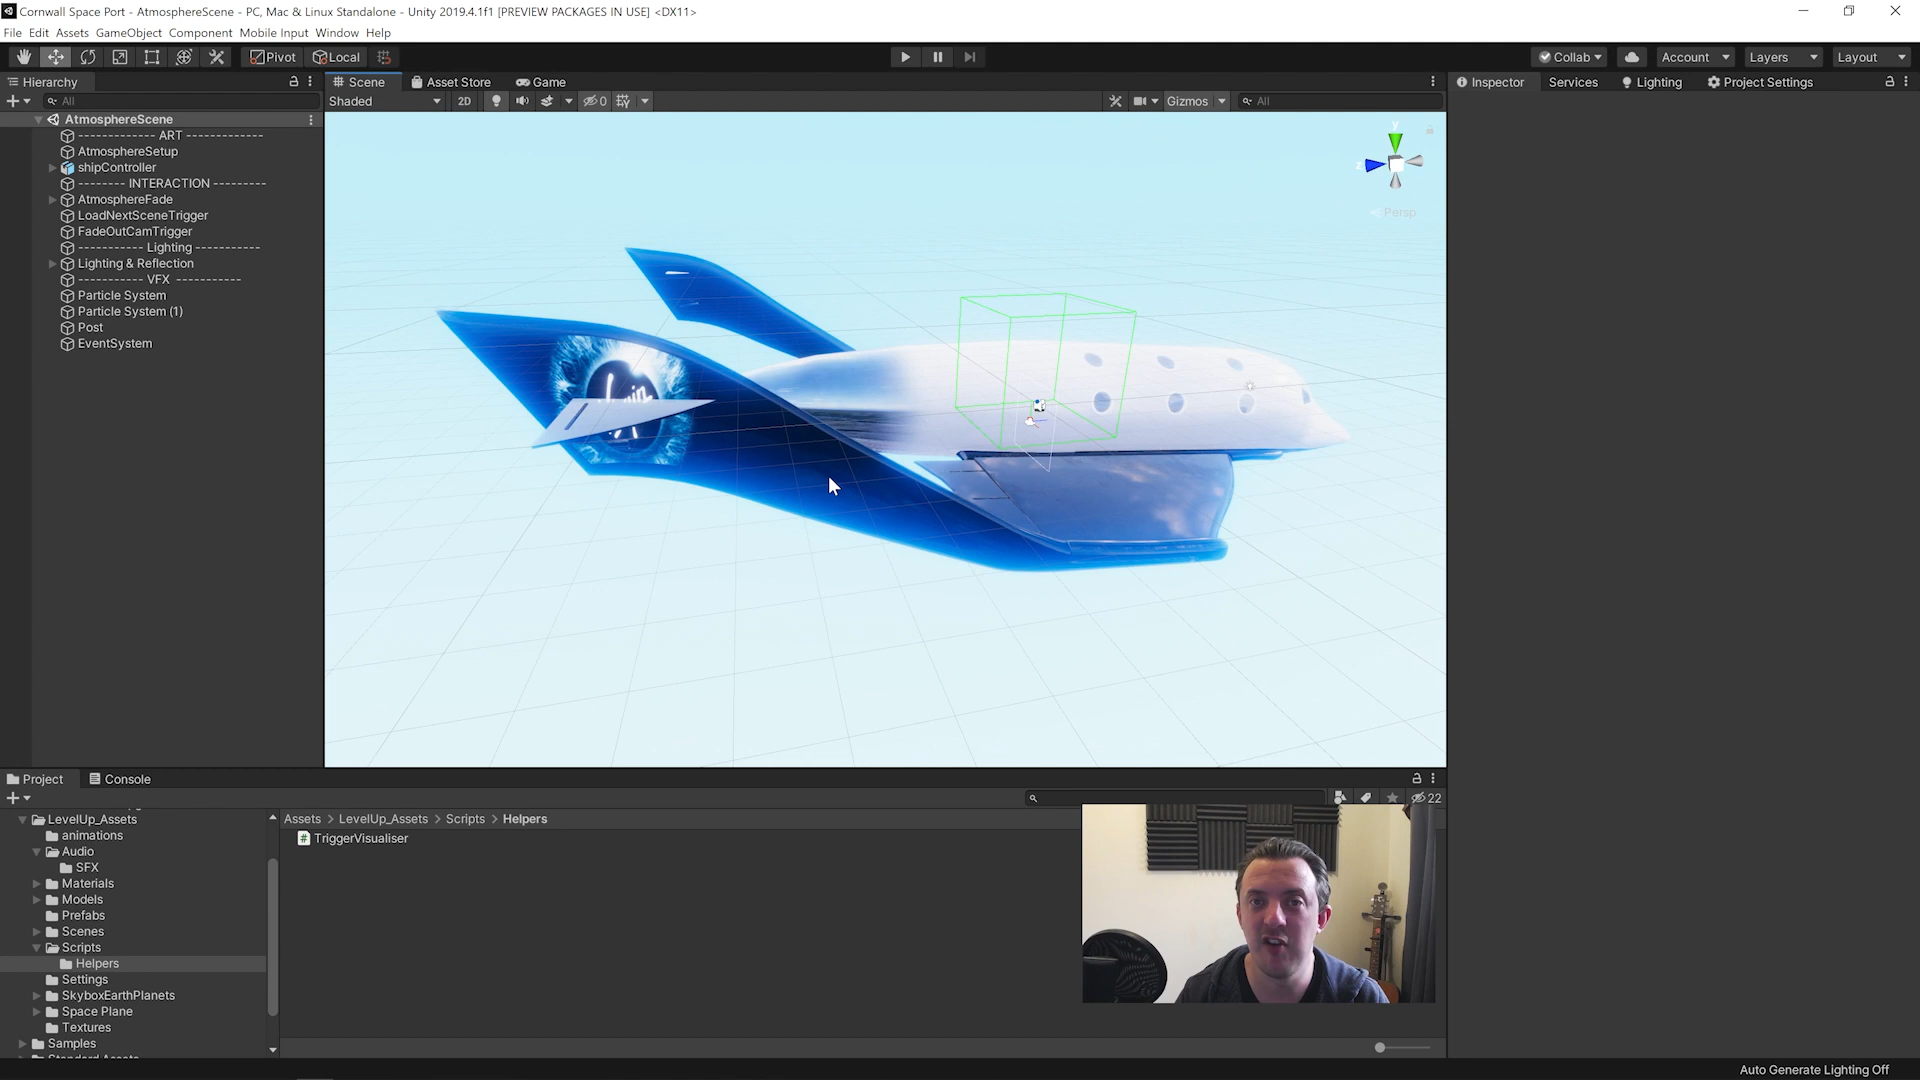 Cornwall Space Port - AtmosphereScene - PC, Mac & Linux Standalone - Unity 2019.4.1f1 [PREVIEW PACKAGES IN USE] <DX11>
File Edit Assets GameObject Component Mobile Input Window Help
Pivot Local Collab Account Layers Layout
Hierarchy Scene Asset Store Game Inspector Services Lighting Project Settings
All Shaded 2D 0 Gizmos All
AtmosphereScene
------------- ART -------------
AtmosphereSetup
shipController
-------- INTERACTION ---------
AtmosphereFade
LoadNextSceneTrigger
FadeOutCamTrigger
----------- Lighting -----------
Lighting & Reflection
----------- VFX -----------
Particle System
Particle System (1)
Post
EventSystem
y
z
Persp
Project Console
22
LevelUp_Assets
animations
Audio
SFX
Materials
Models
Prefabs
Scenes
Scripts
Helpers
Settings
SkyboxEarthPlanets
Space Plane
Textures
Samples
Assets > LevelUp_Assets > Scripts > Helpers
# TriggerVisualiser
Auto Generate Lighting Off